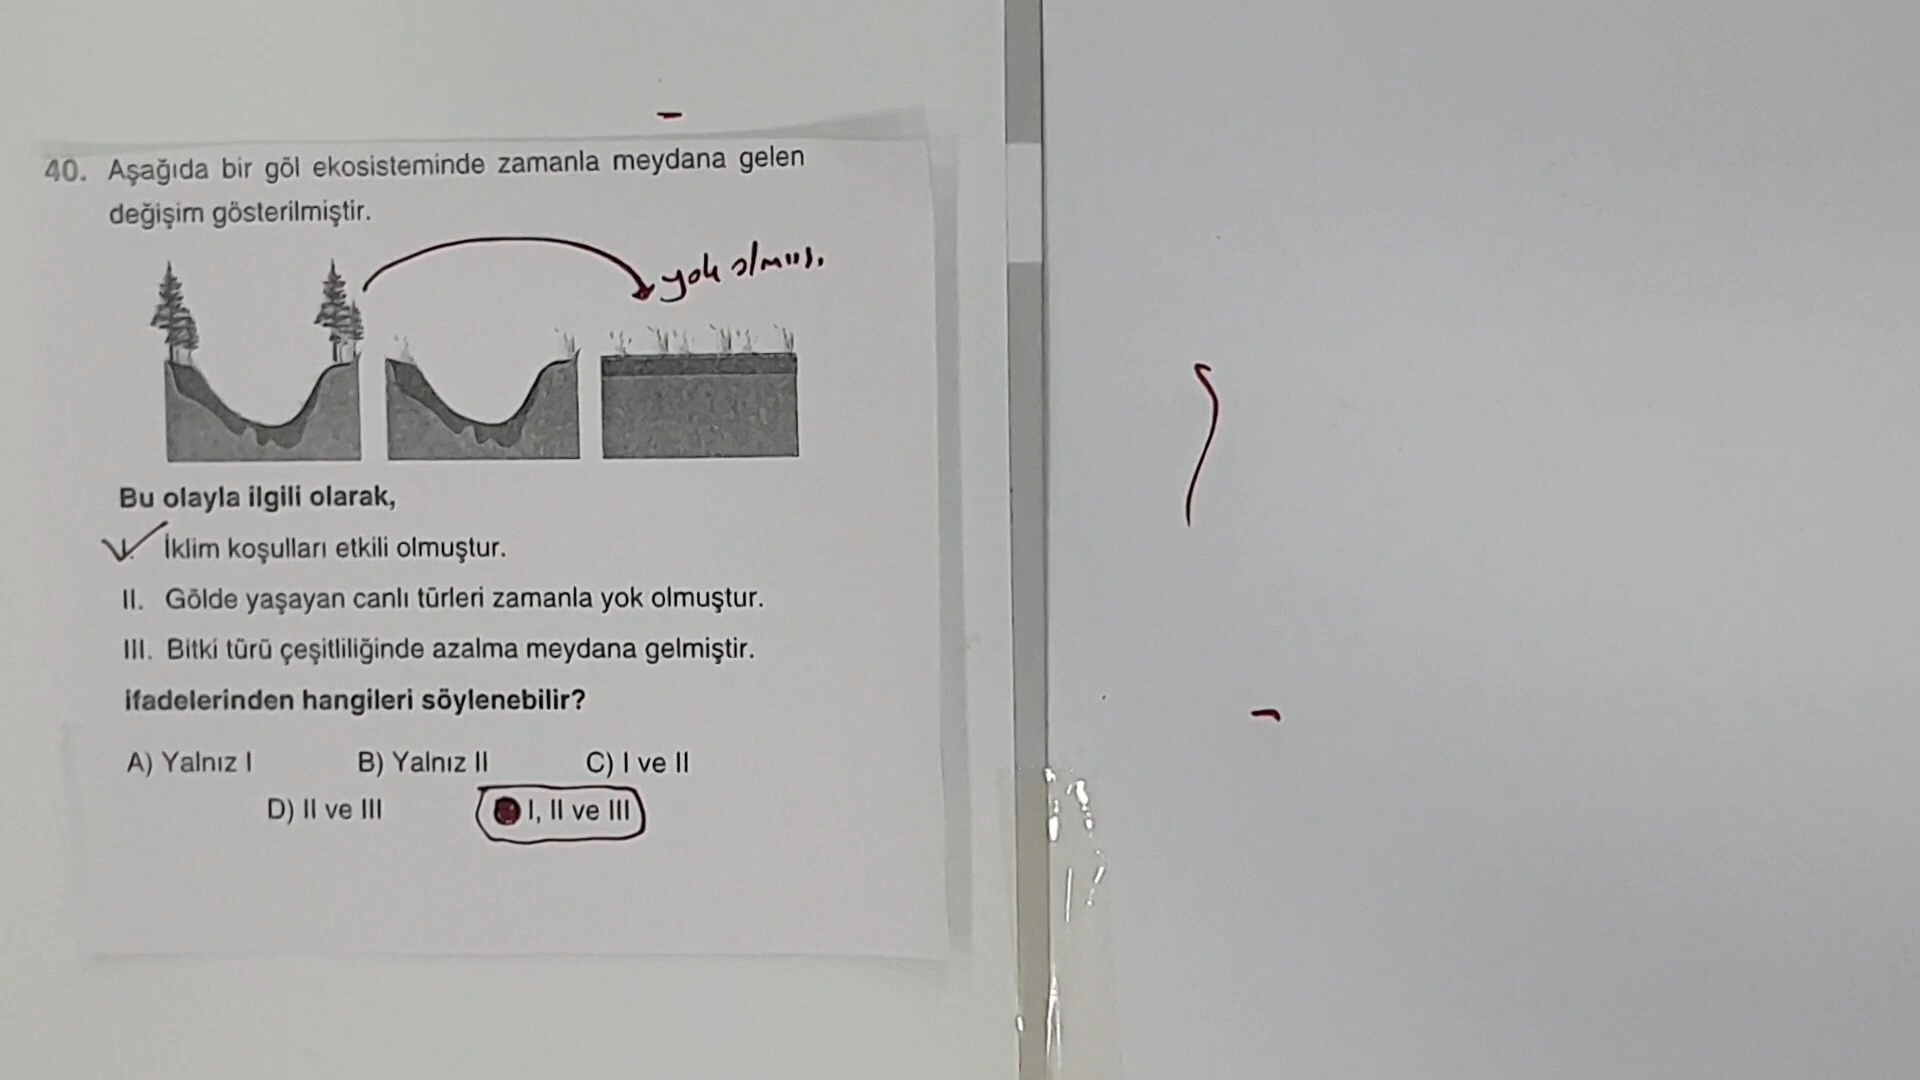 40. Aşağıda bir göl ekosisteminde zamanla meydana gelen
değişim gösterilmiştir.
yok olmuş.
Bu olayla ilgili olarak,
I. İklim koşulları etkili olmuştur.
II. Gölde yaşayan canlı türleri zamanla yok olmuştur.
III. Bitki türü çeşitliliğinde azalma meydana gelmiştir.
ifadelerinden hangileri söylenebilir?
A) Yalnız I B) Yalnız II C) I ve II
D) II ve III I, II ve III